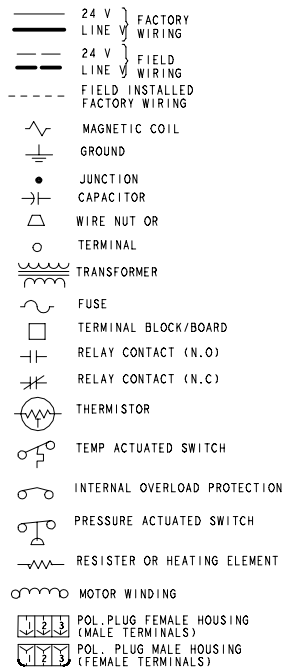 24 V
LINE V
FACTORY
WIRING
24 V
LINE V
FIELD
WIRING
FIELD INSTALLED
FACTORY WIRING
MAGNETIC COIL
GROUND
JUNCTION
CAPACITOR
WIRE NUT OR
TERMINAL
TRANSFORMER
FUSE
TERMINAL BLOCK/BOARD
RELAY CONTACT (N.O)
RELAY CONTACT (N.C)
THERMISTOR
TEMP ACTUATED SWITCH
INTERNAL OVERLOAD PROTECTION
PRESSURE ACTUATED SWITCH
RESISTER OR HEATING ELEMENT
MOTOR WINDING
1 2 3 POL.PLUG FEMALE HOUSING
(MALE TERMINALS)
1 2 3 POL. PLUG MALE HOUSING
(FEMALE TERMINALS)